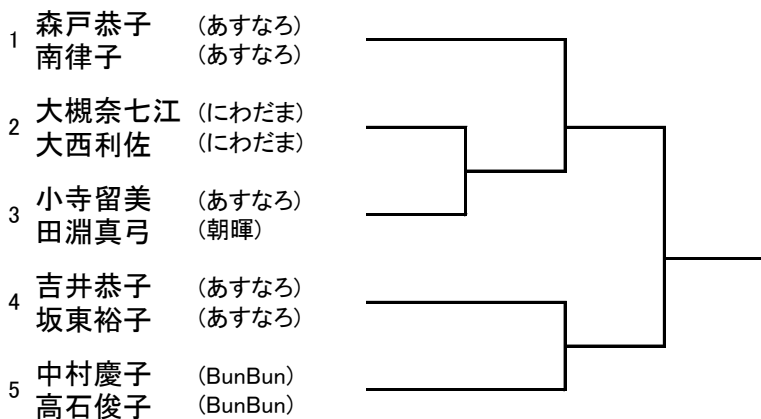 1 森戸恭子 (あすなろ)
南律子 (あすなろ)
2 大槻奈七江 (にわだま)
大西利佐 (にわだま)
3 小寺留美 (あすなろ)
田淵真弓 (朝暉)
4 吉井恭子 (あすなろ)
坂東裕子 (あすなろ)
5 中村慶子 (BunBun)
高石俊子 (BunBun)